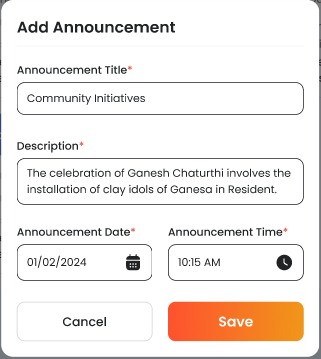 Add Announcement
Announcement Title*
Community Initiatives
Description*
The celebration of Ganesh Chaturthi involves the
installation of clay idols of Ganesa in Resident.
Announcement Date* Announcement Time*
01/02/2024 10:15 AM
Cancel Save